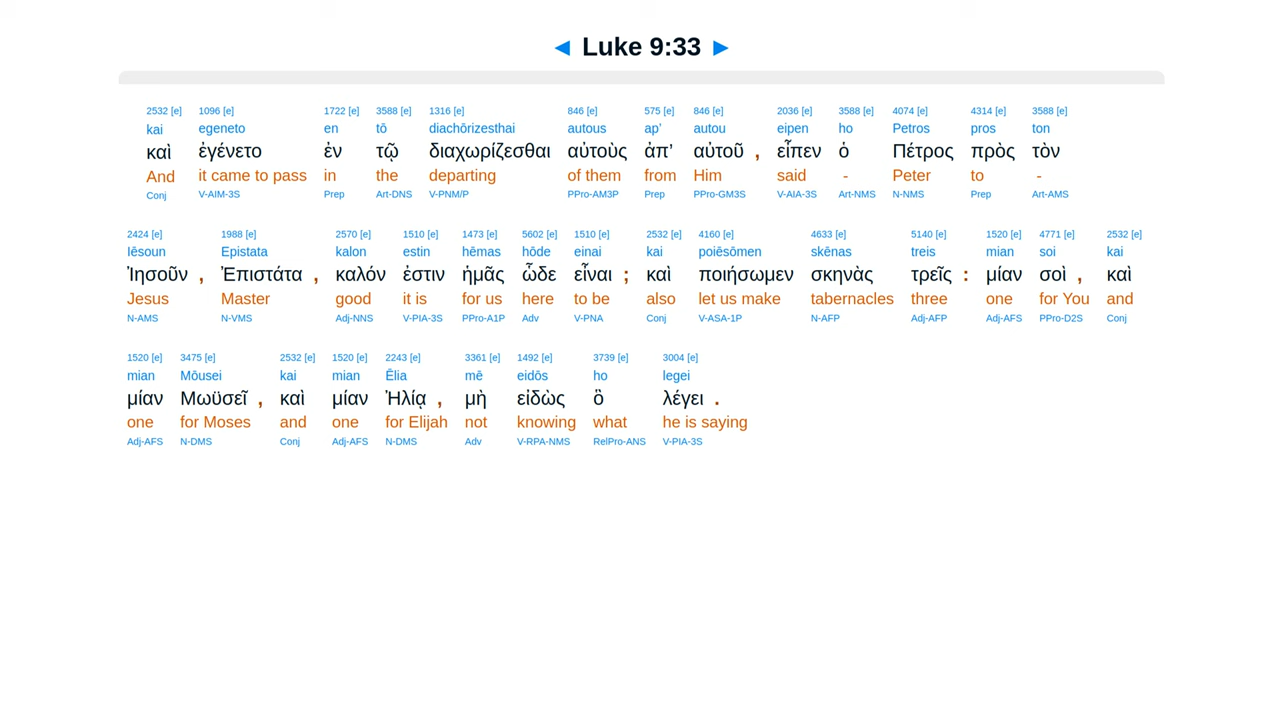 ◄ Luke 9:33 ►
2532 [e] 1096 [e] 1722 [e] 3588 [e] 1316 [e] 846 [e] 575 [e] 846 [e] 2036 [e] 3588 [e] 4074 [e] 4314 [e] 3588 [e]
kai egeneto en tō diachōrizesthai autous ap’ autou eipen ho Petros pros ton
καὶ ἐγένετο ἐν τῷ διαχωρίζεσθαι αὐτοὺς ἀπ’ αὐτοῦ , εἶπεν ὁ Πέτρος πρὸς τὸν
And it came to pass in the departing of them from Him said - Peter to -
Conj V-AIM-3S Prep Art-DNS V-PNM/P PPro-AM3P Prep PPro-GM3S V-AIA-3S Art-NMS N-NMS Prep Art-AMS
2424 [e] 1988 [e] 2570 [e] 1510 [e] 1473 [e] 5602 [e] 1510 [e] 2532 [e] 4160 [e] 4633 [e] 5140 [e] 1520 [e] 4771 [e] 2532 [e]
Iēsoun Epistata kalon estin hēmas hōde einai kai poiēsōmen skēnas treis mian soi kai
Ἰησοῦν , Ἐπιστάτα , καλόν ἐστιν ἡμᾶς ὧδε εἶναι ; καὶ ποιήσωμεν σκηνὰς τρεῖς : μίαν σοὶ , καὶ
Jesus Master good it is for us here to be also let us make tabernacles three one for You and
N-AMS N-VMS Adj-NNS V-PIA-3S PPro-A1P Adv V-PNA Conj V-ASA-1P N-AFP Adj-AFP Adj-AFS PPro-D2S Conj
1520 [e] 3475 [e] 2532 [e] 1520 [e] 2243 [e] 3361 [e] 1492 [e] 3739 [e] 3004 [e]
mian Mōusei kai mian Ēlia mē eidōs ho legei
μίαν Μωϋσεῖ , καὶ μίαν Ἠλίᾳ , μὴ εἰδὼς ὃ λέγει .
one for Moses and one for Elijah not knowing what he is saying
Adj-AFS N-DMS Conj Adj-AFS N-DMS Adv V-RPA-NMS RelPro-ANS V-PIA-3S